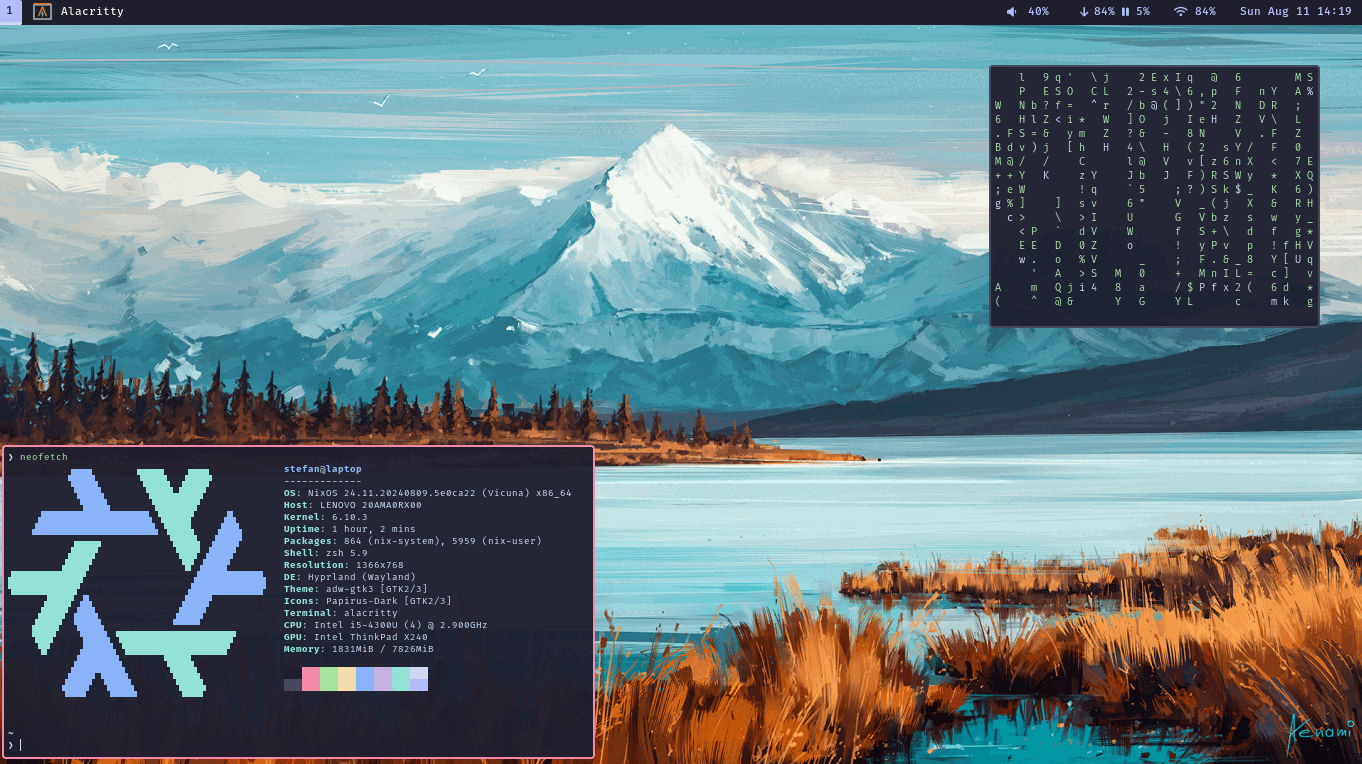 1 Alacritty 40% 84% 5% 84% Sun Aug 11 14:19
❯ neofetch
stefan@laptop
-------------
OS: NixOS 24.11.20240809.5e0ca22 (Vicuna) x86_64
Host: LENOVO 20AMA0RX00
Kernel: 6.10.3
Uptime: 1 hour, 2 mins
Packages: 864 (nix-system), 5959 (nix-user)
Shell: zsh 5.9
Resolution: 1366x768
DE: Hyprland (Wayland)
Theme: adw-gtk3 [GTK2/3]
Icons: Papirus-Dark [GTK2/3]
Terminal: alacritty
CPU: Intel i5-4300U (4) @ 2.900GHz
GPU: Intel ThinkPad X240
Memory: 1831MiB / 7826MiB
~
❯
l 9 q ' \ j 2 E x I q @ 6 M S
P E S O C L 2 - s 4 \ 6 , p F n Y A %
W N b ? f = ^ r / b @ ( ] ) " 2 N D R ;
6 H l Z < i * W ] O j I e H Z V \ L
. F S = & y m Z ? & - 8 N V . F Z
B d v ) j [ h H 4 \ H ( 2 s Y / F 0
M @ / / C l @ V v [ z 6 n X < 7 E
+ + Y K z Y J b J F ) R S W y * X Q
; e W ! q ` 5 ; ? ) S k $ _ K 6 )
g % ] ] s v 6 " V _ ( j X & R H
c > \ > I U G V b z s w y _
< P ` d V W f S + \ d f g *
E E D 0 Z o ! y P v p ! f H V
w . o % V _ ; F . & _ 8 Y [ U q
' A > S M 0 + M n I L = c ] v
A m Q j i 4 8 a / $ P f x 2 ( 6 d *
( ^ @ & Y G Y L c m k g
Aenami